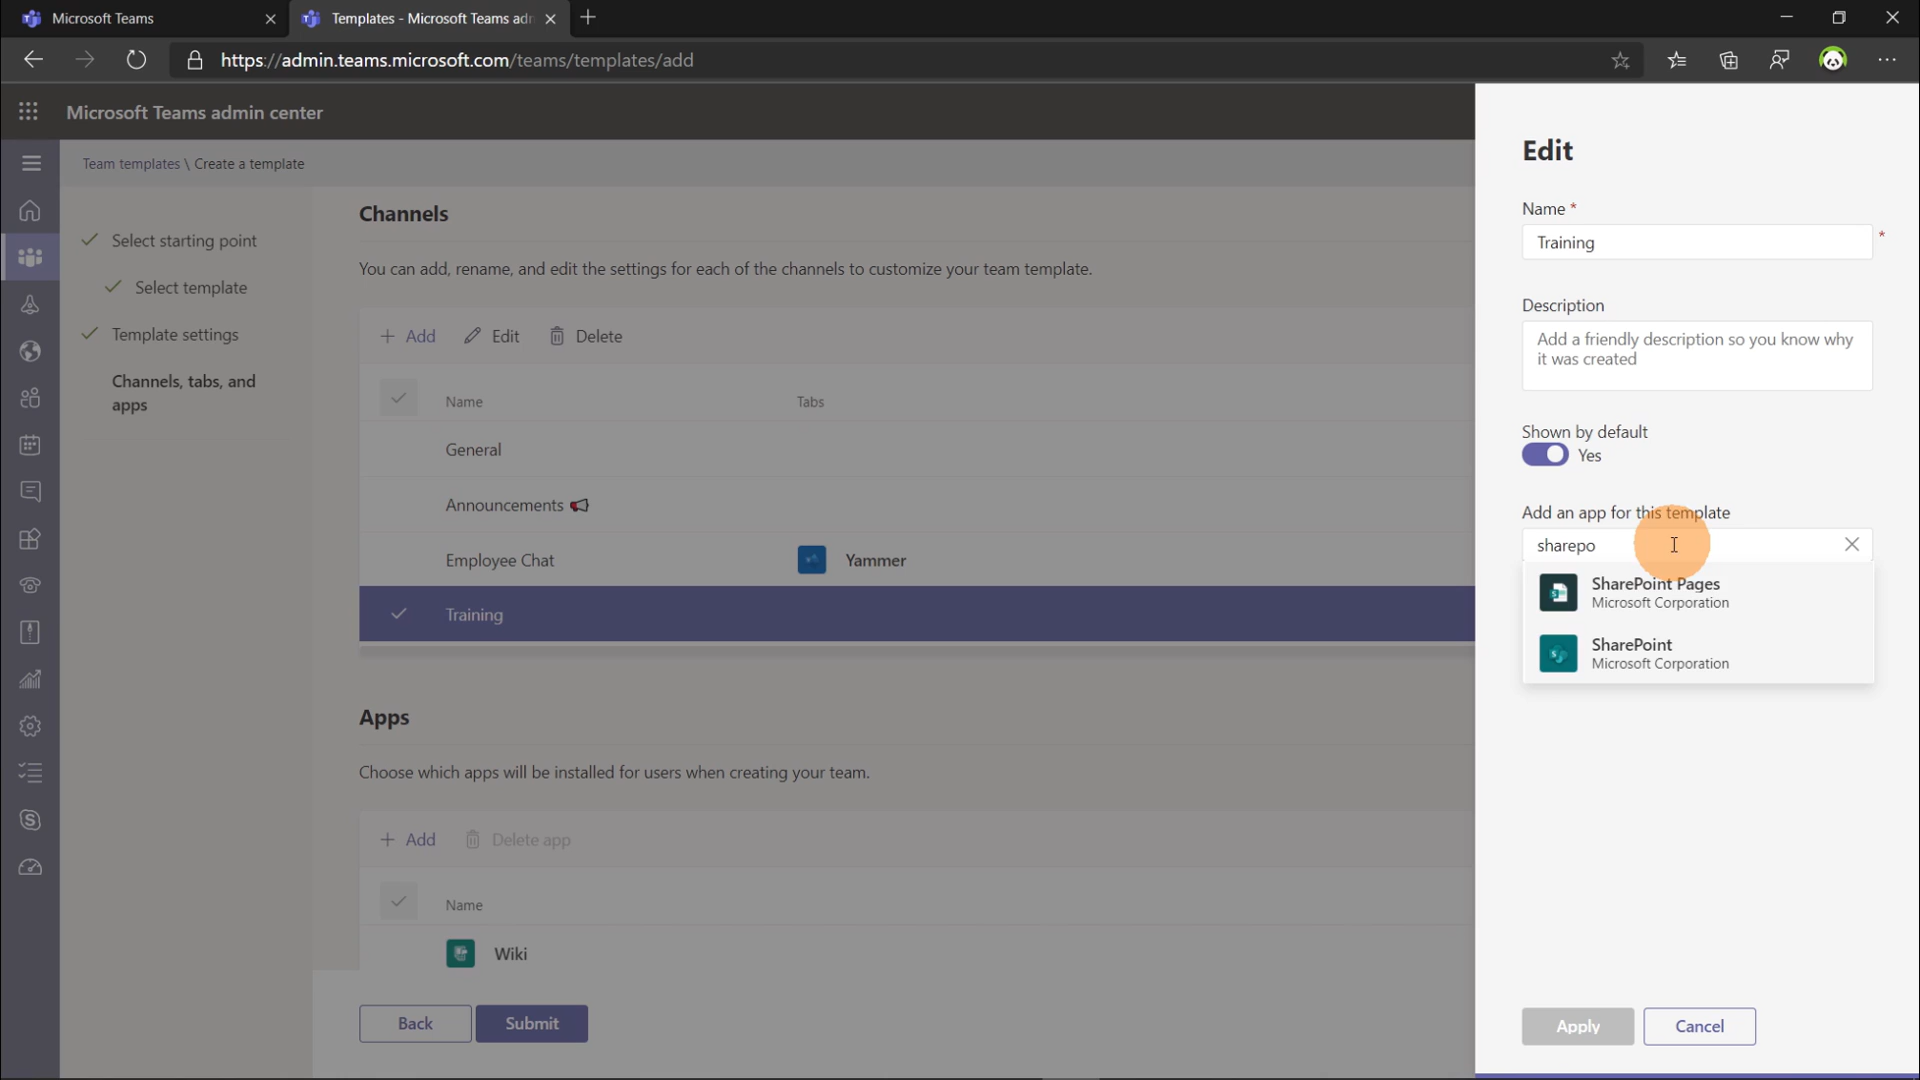 Microsoft Teams
Templates - Microsoft Teams adn
https://admin.teams.microsoft.com/teams/templates/add
Microsoft Teams admin center
Team templates \ Create a template
Select starting point
Select template
Template settings
Channels, tabs, and
apps
Channels
You can add, rename, and edit the settings for each of the channels to customize your team template.
Add Edit Delete
Name Tabs
General
Announcements
Employee Chat Yammer
Training
Apps
Choose which apps will be installed for users when creating your team.
Add Delete app
Name
Wiki
Back Submit
Edit
Name *
Training *
Description
Add a friendly description so you know why
it was created
Shown by default
Yes
Add an app for this template
sharepo
SharePoint Pages
Microsoft Corporation
SharePoint
Microsoft Corporation
Apply Cancel